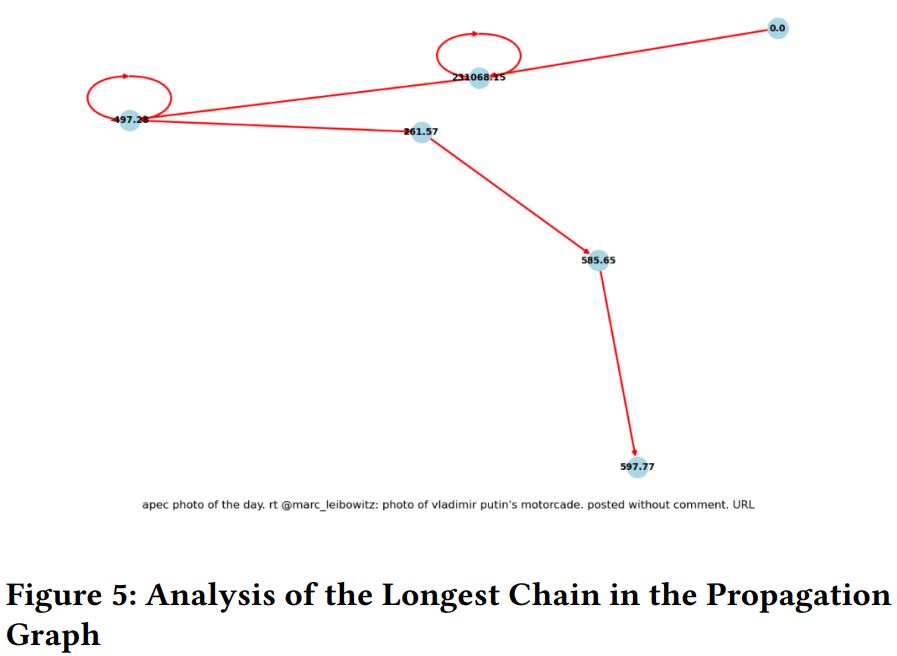 0.0
231068.15
-497.28
261.57
585.65
597.77
apec photo of the day. rt @marc_leibowitz: photo of vladimir putin's motorcade. posted without comment. URL
Figure 5: Analysis of the Longest Chain in the Propagation
Graph